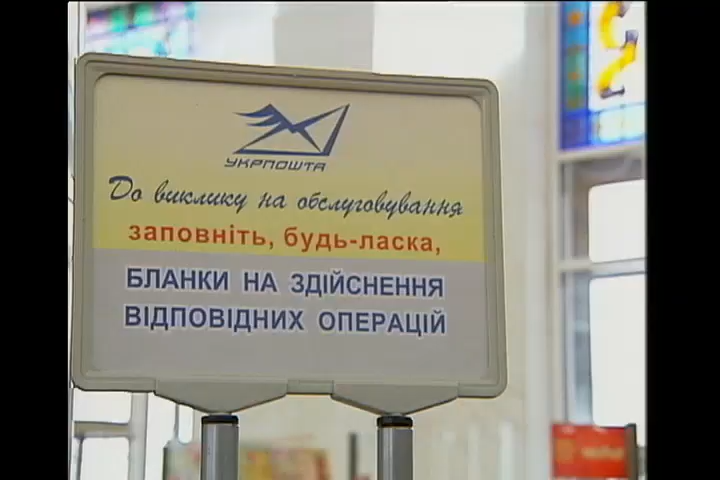 УКРПОШТА
До виклику на обслуговування
заповніть, будь-ласка,
БЛАНКИ НА ЗДІЙСНЕННЯ
ВІДПОВІДНИХ ОПЕРАЦІЙ